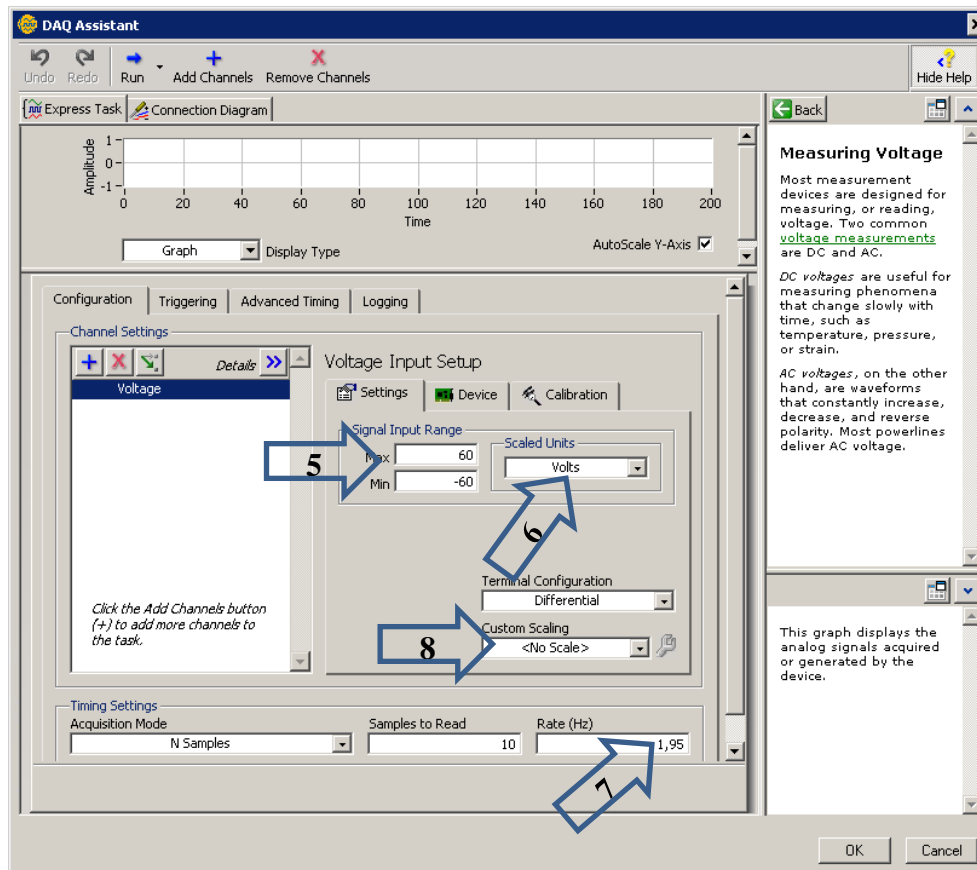 DAQ Assistant
Undo Redo Run Add Channels Remove Channels Hide Help
Express Task Connection Diagram
Amplitude
1
0
-1
0 20 40 60 80 100 120 140 160 180 200
Time
Graph Display Type AutoScale Y-Axis
Configuration Triggering Advanced Timing Logging
Channel Settings
Details
Voltage
Click the Add Channels button
(+) to add more channels to
the task.
Voltage Input Setup
Settings Device Calibration
Signal Input Range
5 Max 60
Min -60
Scaled Units
Volts
6
Terminal Configuration
Differential
Custom Scaling
8 <No Scale>
Timing Settings
Acquisition Mode Samples to Read Rate (Hz)
N Samples 10 1,95
7
Back
Measuring Voltage
Most measurement
devices are designed for
measuring, or reading,
voltage. Two common
voltage measurements
are DC and AC.
DC voltages are useful for
measuring phenomena
that change slowly with
time, such as
temperature, pressure,
or strain.
AC voltages, on the other
hand, are waveforms
that constantly increase,
decrease, and reverse
polarity. Most powerlines
deliver AC voltage.
This graph displays the
analog signals acquired
or generated by the
device.
OK Cancel